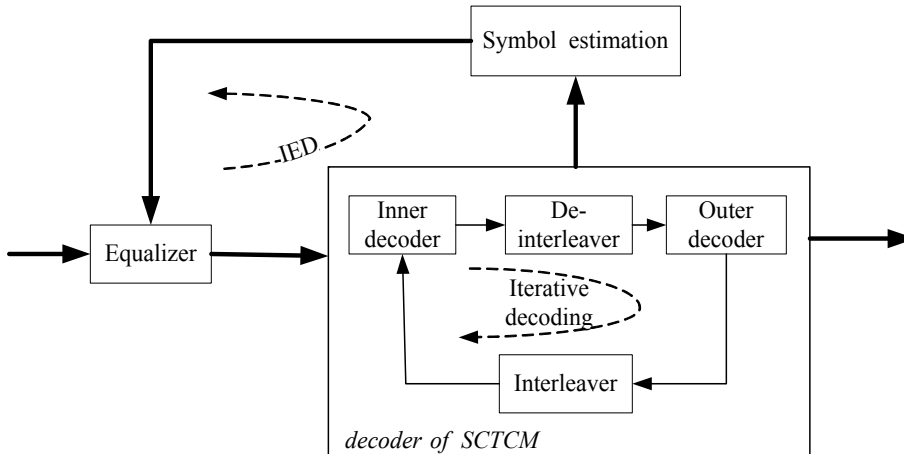 Symbol estimation
IED
Inner
decoder
De-
interleaver
Outer
decoder
Equalizer
Iterative
decoding
Interleaver
decoder of SCTCM